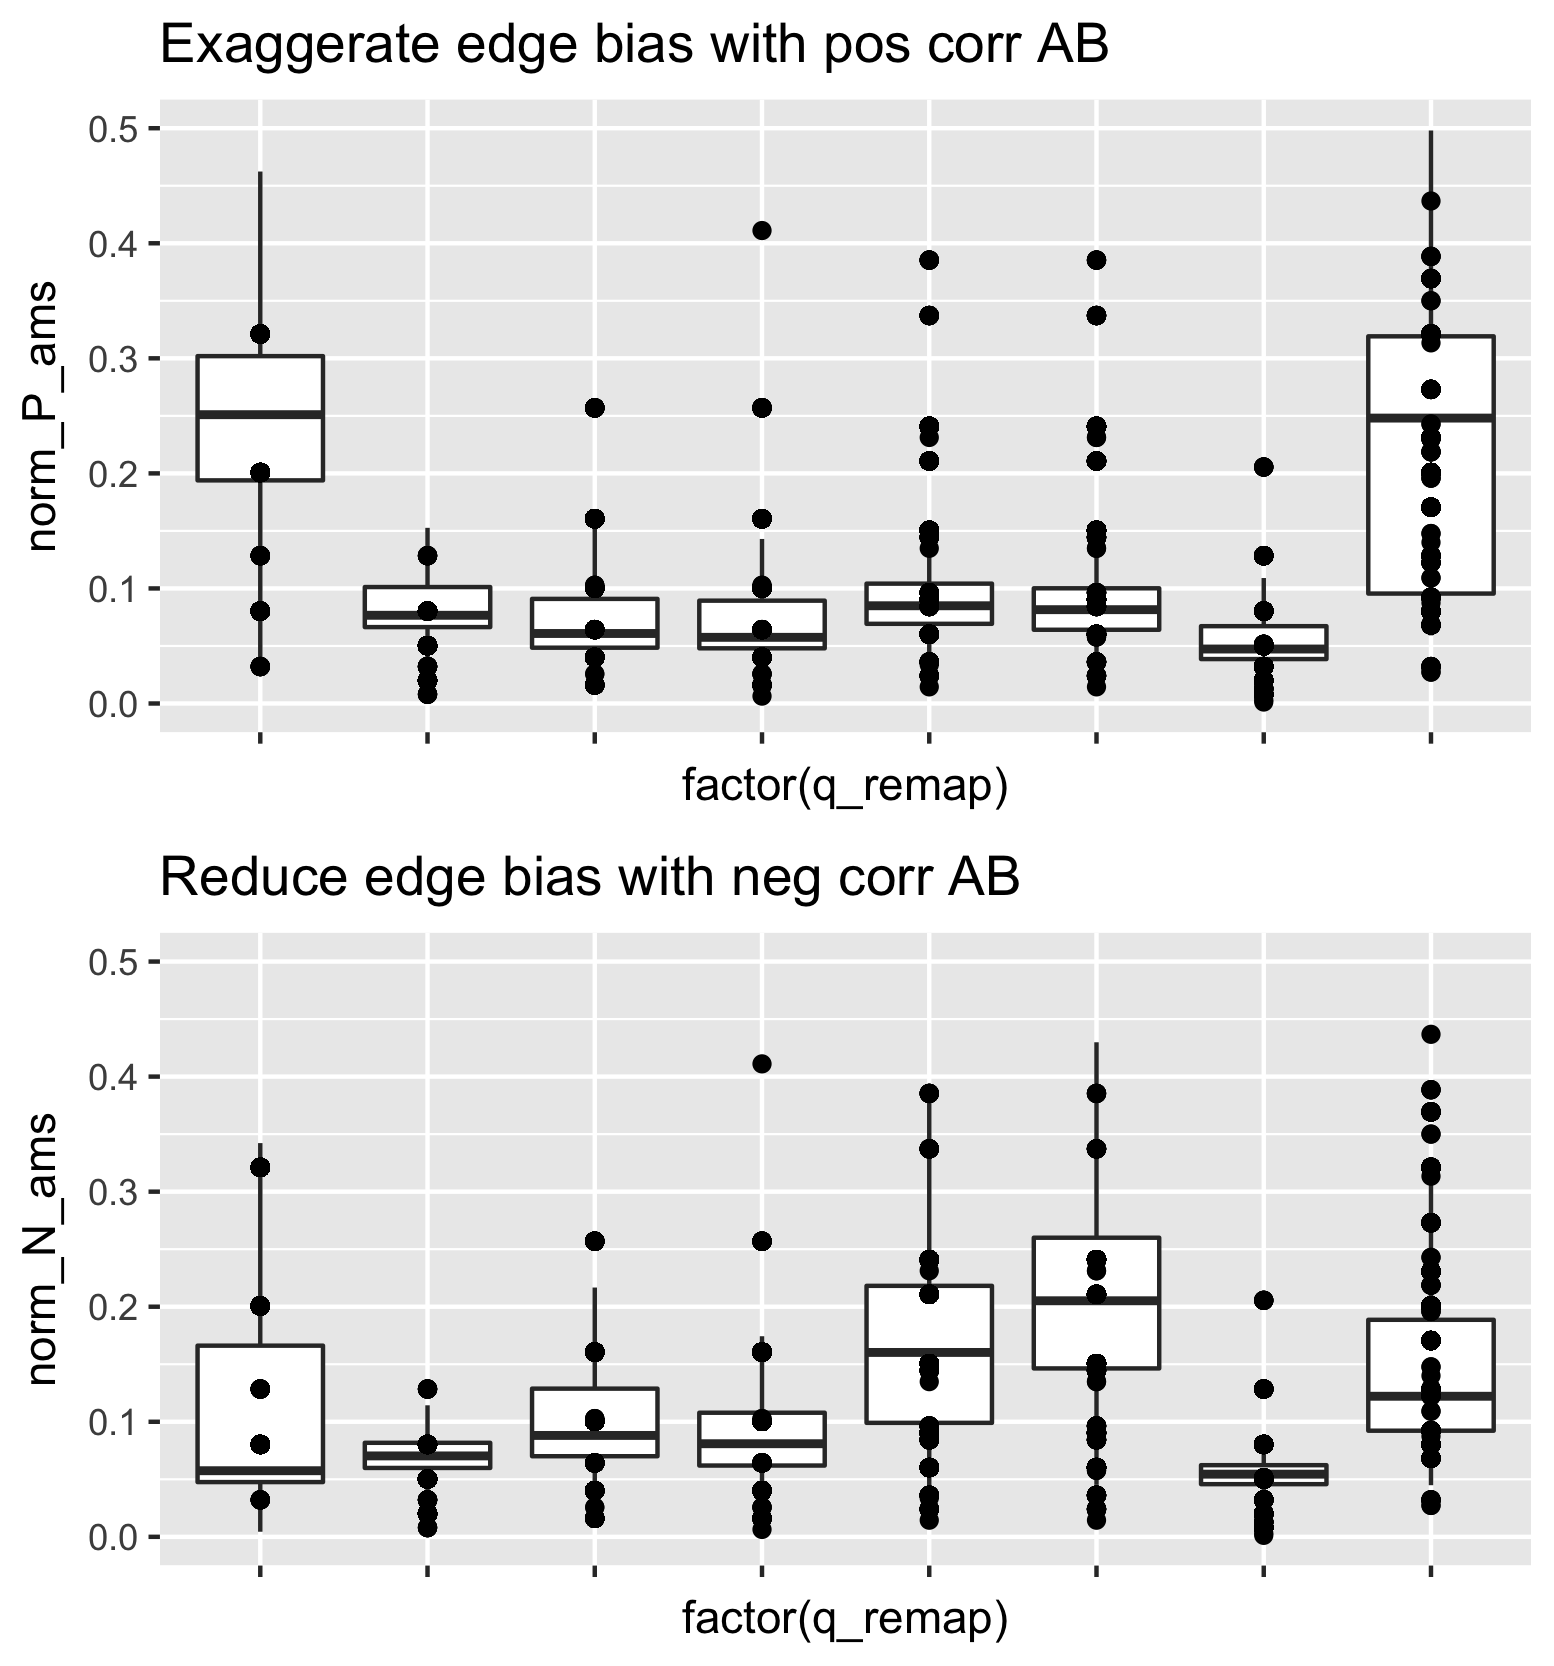 Exaggerate edge bias with pos corr AB
norm_P_ams
0.5
0.4
0.3
0.2
0.1
0.0
factor(q_remap)
Reduce edge bias with neg corr AB
norm_N_ams
0.5
0.4
0.3
0.2
0.1
0.0
factor(q_remap)